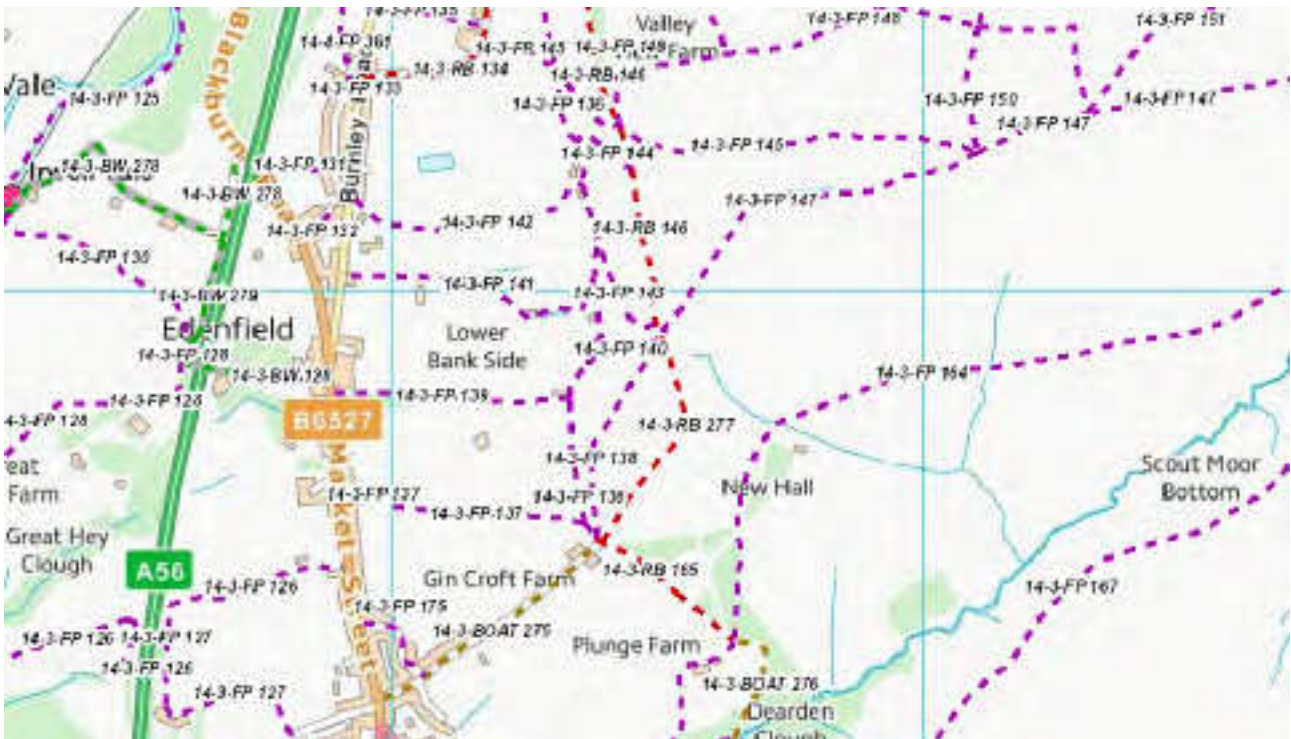 14-3-FP 135
Valley
Farm
14-3-FP 148
14-3-FP 151
14-4-FP 361
14-3-FP 145
14-3-FP 149
14-3-RB 134
14-3-RB 146
Vale
14-3-FP 125
14-3-FP 133
14-3-FP 136
14-3-FP 150
14-3-FP 147
14-3-FP 147
Blackburn
Burnley
14-3-BW 278
14-3-FP 131
14-3-FP 144
14-3-FP 145
14-3-BW 278
14-3-FP 147
14-3-FP 132
14-3-FP 142
14-3-RB 146
14-3-FP 130
14-3-FP 141
14-3-BW 279
14-3-FP 143
Edenfield
Lower
Bank Side
14-3-FP 128
14-3-FP 140
14-3-BW 128
14-3-FP 164
14-3-FP 128
14-3-FP 139
14-3-FP 128
B6527
14-3-RB 277
Market Street
eat
Farm
14-3-FP 138
Scout Moor
Bottom
New Hall
14-3-FP 137
14-3-FP 138
14-3-FP 137
Great Hey
Clough
A56
14-3-FP 126
Gin Croft Farm
14-3-RB 165
14-3-FP 167
14-3-FP 175
14-3-FP 126
14-3-FP 127
14-3-BOAT 275
Plunge Farm
14-3-FP 126
14-3-FP 127
14-3-BOAT 276
Dearden
Clough